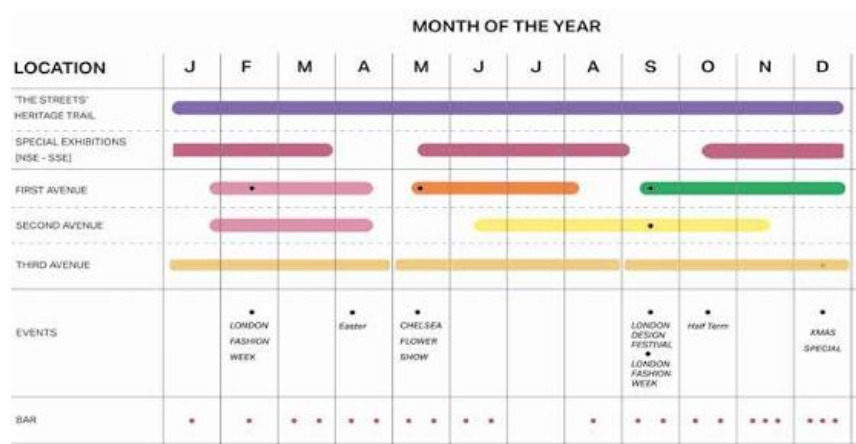 MONTH OF THE YEAR
LOCATION J F M A M J J A S O N D
'THE STREETS'
HERITAGE TRAIL
SPECIAL EXHIBITIONS
[NSE - SSE]
FIRST AVENUE
SECOND AVENUE
THIRD AVENUE
EVENTS
LONDON
FASHION
WEEK
Easter
CHELSEA
FLOWER
SHOW
LONDON
DESIGN
FESTIVAL
LONDON
FASHION
WEEK
Half Term
XMAS
SPECIAL
BAR